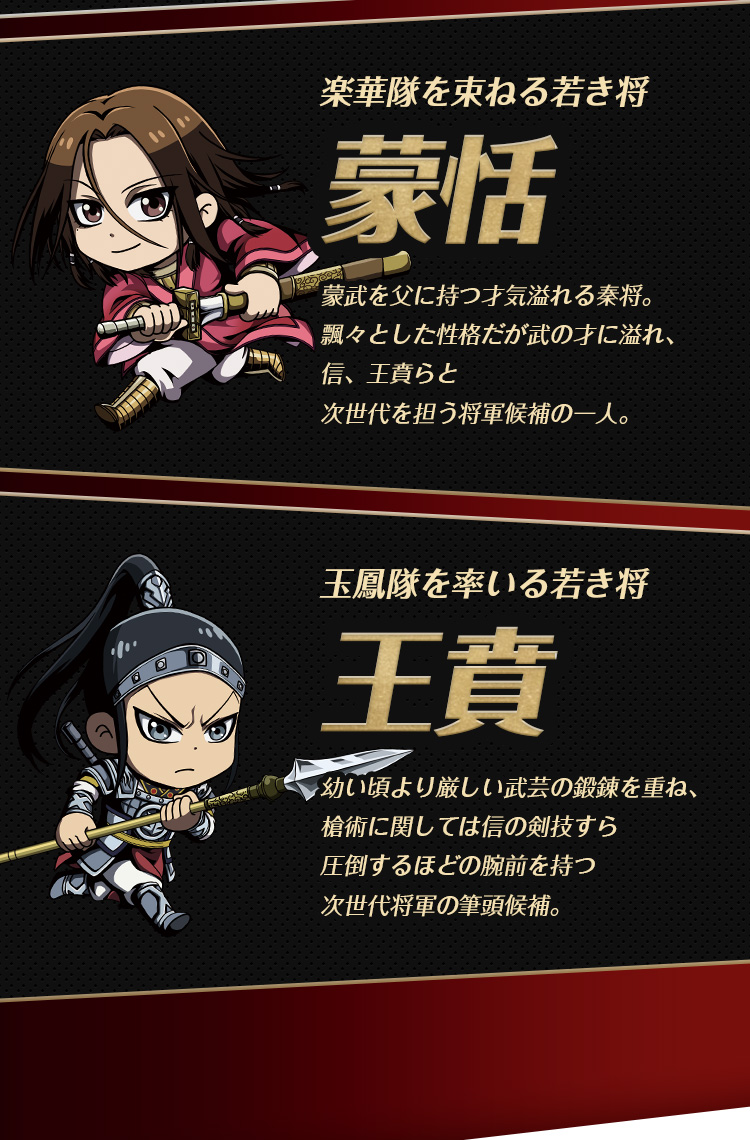 楽華隊を束ねる若き将
蒙恬
蒙武を父に持つ才気溢れる秦将。
飄々とした性格だが武の才に溢れ、
信、王賁らと
次世代を担う将軍候補の一人。
玉鳳隊を率いる若き将
王賁
幼い頃より厳しい武芸の鍛錬を重ね、
槍術に関しては信の剣技すら
圧倒するほどの腕前を持つ
次世代将軍の筆頭候補。